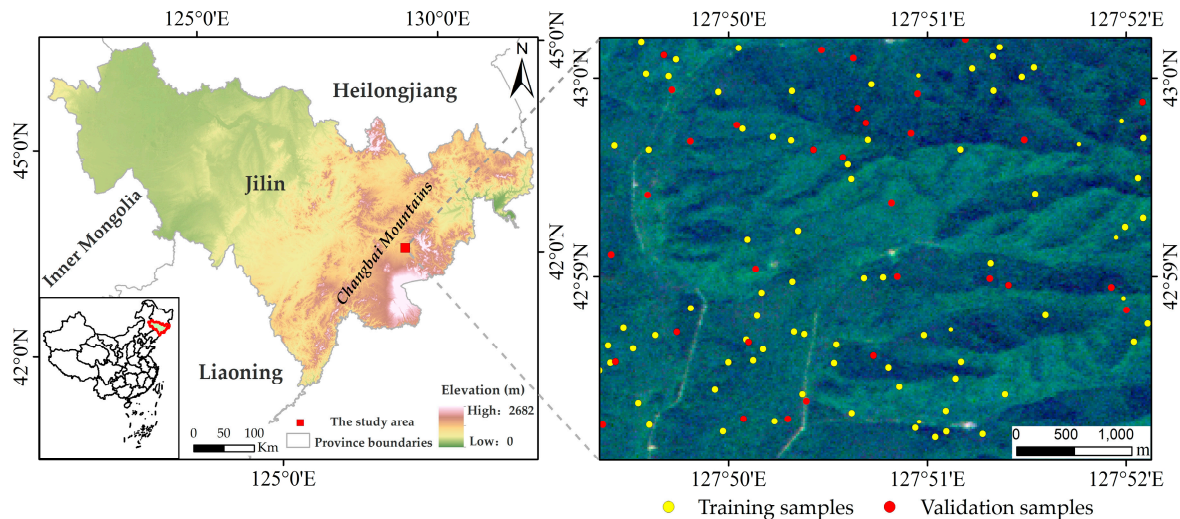 125°0'E
130°0'E
127°50'E
127°51'E
127°52'E
45°0'N
42°0'N
45°0'N
42°0'N
43°0'N
42°59'N
43°0'N
42°59'N
N
Heilongjiang
Jilin
Inner Mongolia
Changbai Mountains
Liaoning
Elevation (m)
High: 2682
Low: 0
The study area
Province boundaries
0 50 100
Km
0 500 1,000
m
125°0'E
127°50'E
127°51'E
127°52'E
Training samples
Validation samples